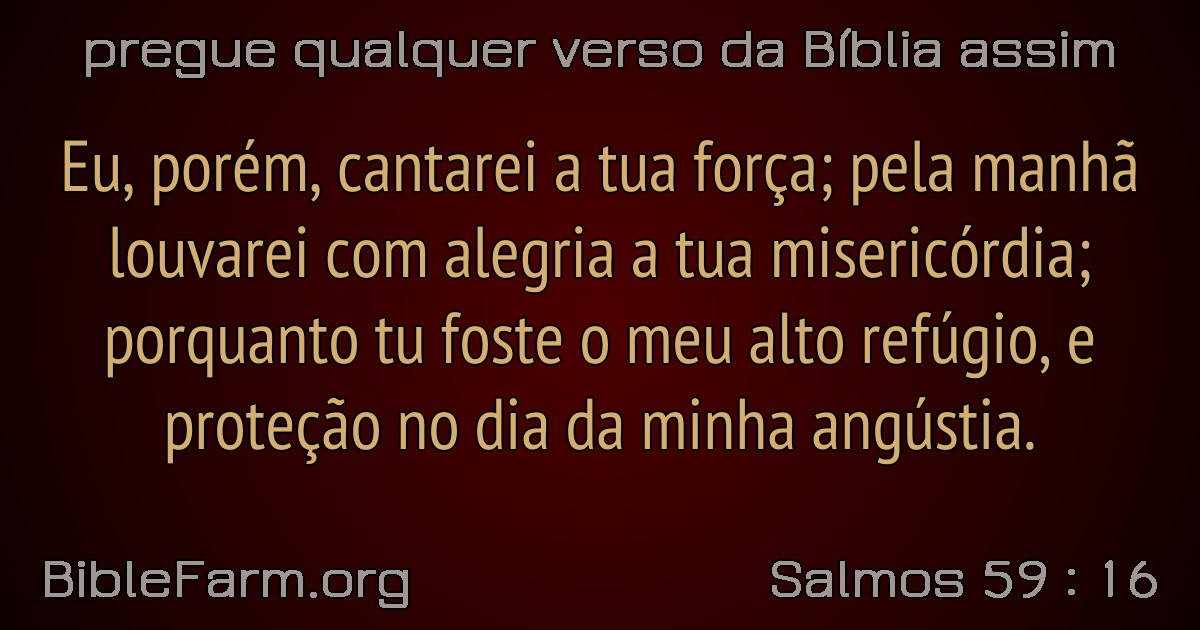 pregue qualquer verso da Bíblia assim
Eu, porém, cantarei a tua força; pela manhã
louvarei com alegria a tua misericórdia;
porquanto tu foste o meu alto refúgio, e
proteção no dia da minha angústia.
BibleFarm.org
Salmos 59 : 16